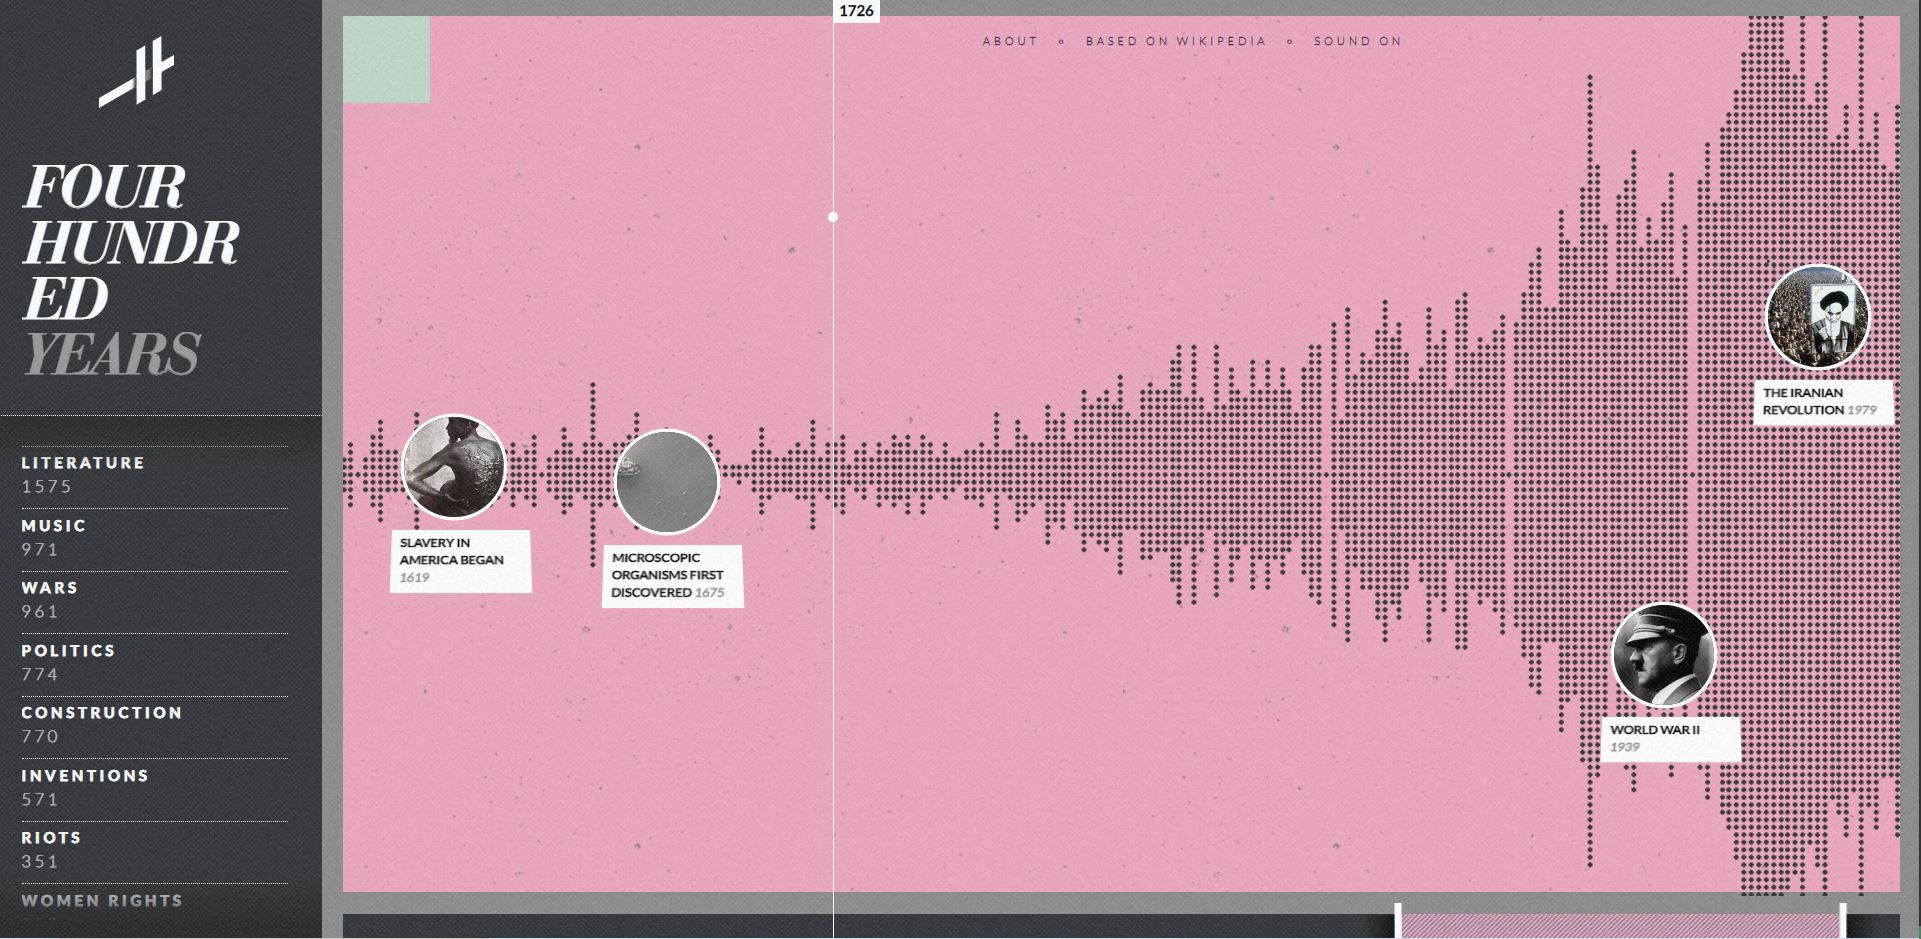 1726
ABOUT o BASED ON WIKIPEDIA o SOUND ON
FOUR
HUNDR
ED
YEARS
LITERATURE
1575
MUSIC
971
WARS
961
POLITICS
774
CONSTRUCTION
770
INVENTIONS
571
RIOTS
351
WOMEN RIGHTS
SLAVERY IN
AMERICA BEGAN
1619
MICROSCOPIC
ORGANISMS FIRST
DISCOVERED 1675
THE IRANIAN
REVOLUTION 1979
WORLD WAR II
1939